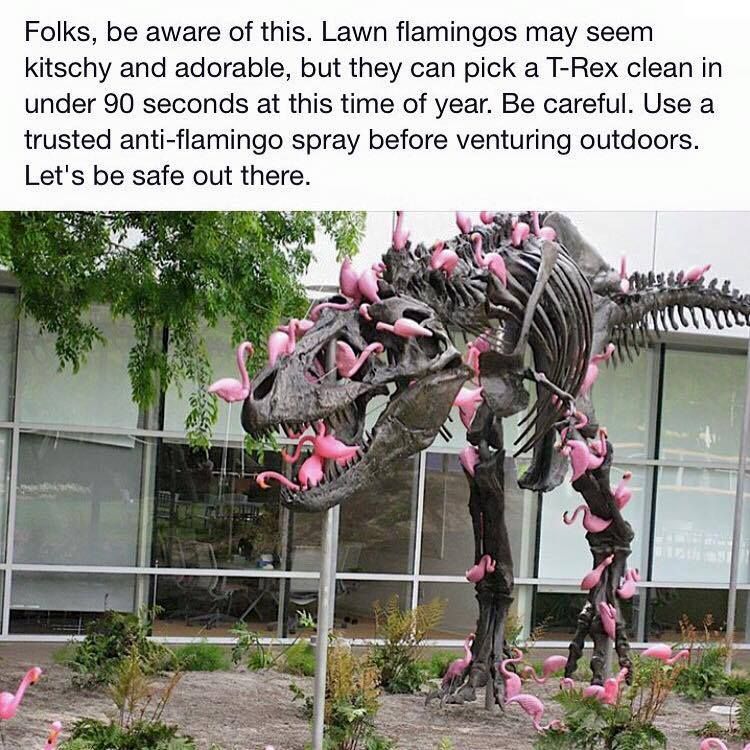 Folks, be aware of this. Lawn flamingos may seem
kitschy and adorable, but they can pick a T-Rex clean in
under 90 seconds at this time of year. Be careful. Use a
trusted anti-flamingo spray before venturing outdoors.
Let's be safe out there.